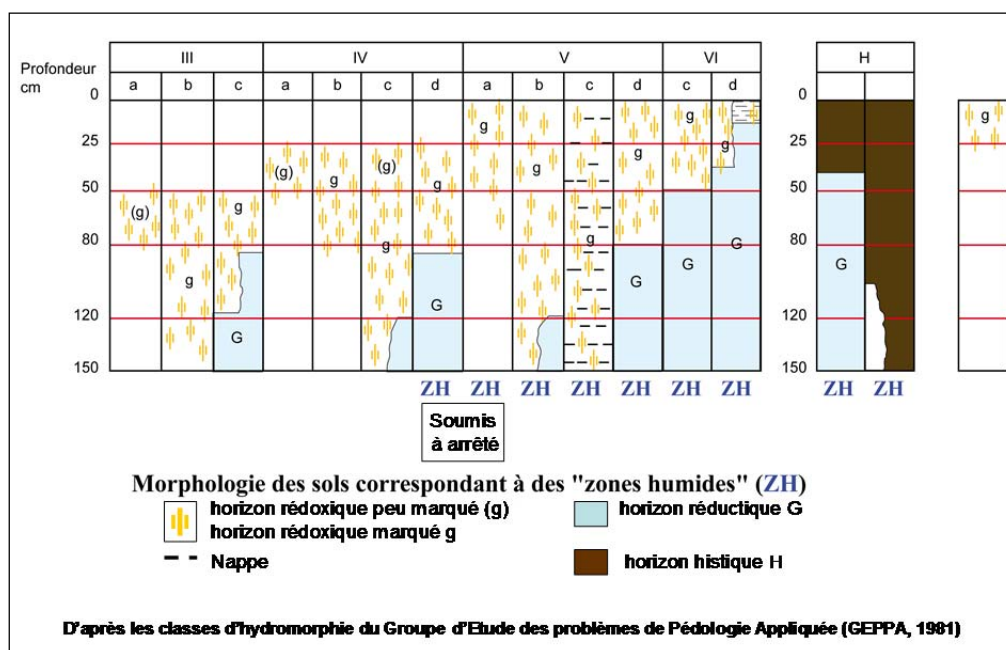 III IV V VI H
Profondeur
cm
a b c a b c d a b c d c d
0 0
g g g
25 25
(g) g (g) g g g g g
50 50
(g) g g
80 80
g g g G G G
G G
120 120
G
150 150
ZH ZH ZH ZH ZH ZH ZH ZH ZH
Soumis
à arrêté
Morphologie des sols correspondant à des "zones humides" (ZH)
horizon rédoxique peu marqué (g)
horizon rédoxique marqué g
horizon réductique G
Nappe
horizon histique H
D'après les classes d'hydromorphie du Groupe d'Etude des problèmes de Pédologie Appliquée (GEPPA, 1981)